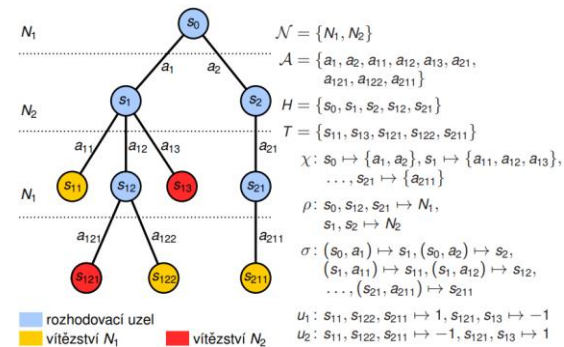 N₁
N₂
N₁
s₀
a₁ a₂
s₁ s₂
a₁₁ a₁₂ a₁₃ a₂₁
s₁₁ s₁₂ s₁₃ s₂₁
a₁₂₁ a₁₂₂ a₂₁₁
s₁₂₁ s₁₂₂ s₂₁₁
rozhodovací uzel
vítězství N₁ vítězství N₂
𝒩 = {N₁, N₂}
𝒜 = {a₁, a₂, a₁₁, a₁₂, a₁₃, a₂₁,
a₁₂₁, a₁₂₂, a₂₁₁}
H = {s₀, s₁, s₂, s₁₂, s₂₁}
T = {s₁₁, s₁₃, s₁₂₁, s₁₂₂, s₂₁₁}
χ: s₀ ↦ {a₁, a₂}, s₁ ↦ {a₁₁, a₁₂, a₁₃},
. . . , s₂₁ ↦ {a₂₁₁}
ρ: s₀, s₁₂, s₂₁ ↦ N₁,
s₁, s₂ ↦ N₂
σ: (s₀, a₁) ↦ s₁, (s₀, a₂) ↦ s₂,
(s₁, a₁₁) ↦ s₁₁, (s₁, a₁₂) ↦ s₁₂,
. . . , (s₂₁, a₂₁₁) ↦ s₂₁₁
u₁: s₁₁, s₁₂₂, s₂₁₁ ↦ 1, s₁₂₁, s₁₃ ↦ −1
u₂: s₁₁, s₁₂₂, s₂₁₁ ↦ −1, s₁₂₁, s₁₃ ↦ 1